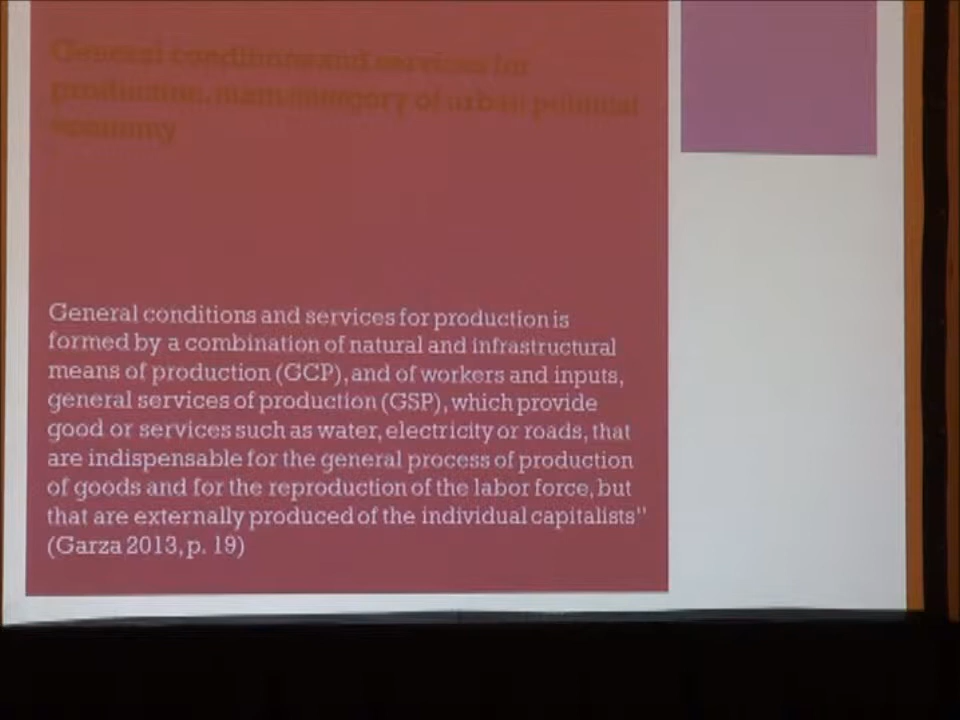 General conditions and services for
production, main category of urban political
economy
General conditions and services for production is
formed by a combination of natural and infrastructural
means of production (GCP), and of workers and inputs,
general services of production (GSP), which provide
good or services such as water, electricity or roads, that
are indispensable for the general process of production
of goods and for the reproduction of the labor force, but
that are externally produced of the individual capitalists"
(Garza 2013, p. 19)